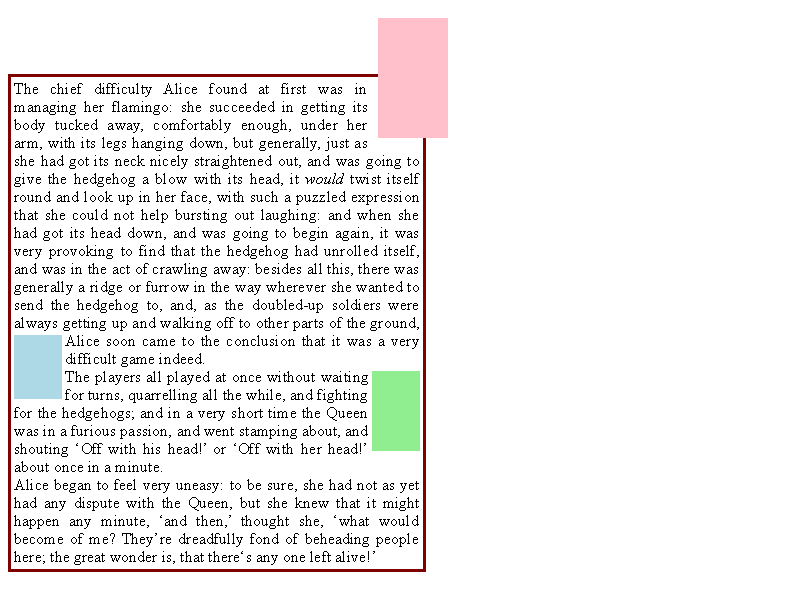 The chief difficulty Alice found at first was in
managing her flamingo: she succeeded in getting its
body tucked away, comfortably enough, under her
arm, with its legs hanging down, but generally, just as
she had got its neck nicely straightened out, and was going to
give the hedgehog a blow with its head, it would twist itself
round and look up in her face, with such a puzzled expression
that she could not help bursting out laughing: and when she
had got its head down, and was going to begin again, it was
very provoking to find that the hedgehog had unrolled itself,
and was in the act of crawling away: besides all this, there was
generally a ridge or furrow in the way wherever she wanted to
send the hedgehog to, and, as the doubled-up soldiers were
always getting up and walking off to other parts of the ground,
Alice soon came to the conclusion that it was a very
difficult game indeed.
The players all played at once without waiting
for turns, quarrelling all the while, and fighting
for the hedgehogs; and in a very short time the Queen
was in a furious passion, and went stamping about, and
shouting ‘Off with his head!’ or ‘Off with her head!’
about once in a minute.
Alice began to feel very uneasy: to be sure, she had not as yet
had any dispute with the Queen, but she knew that it might
happen any minute, ‘and then,’ thought she, ‘what would
become of me? They’re dreadfully fond of beheading people
here; the great wonder is, that there‘s any one left alive!’